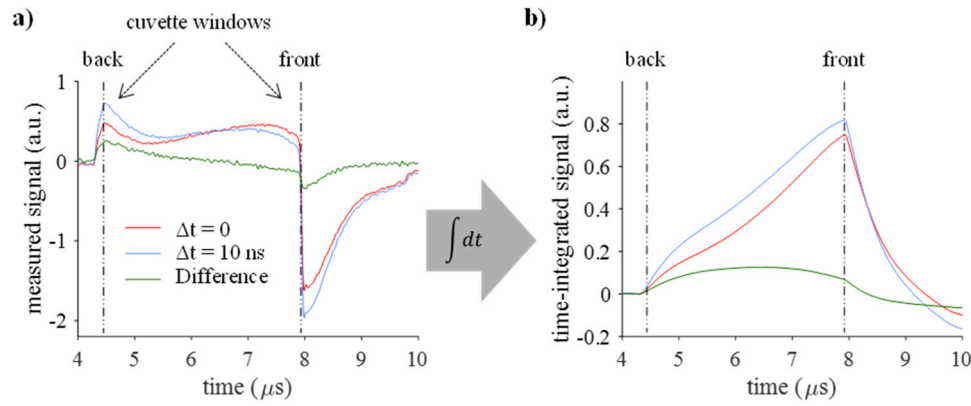 a)
cuvette windows
back
front
measured signal (a.u.)
1
0
-1
-2
Δt = 0
Δt = 10 ns
Difference
4 5 6 7 8 9 10
time (μs)
∫dt
b)
back
front
time-integrated signal (a.u.)
0.8
0.6
0.4
0.2
0
-0.2
4 5 6 7 8 9 10
time (μs)